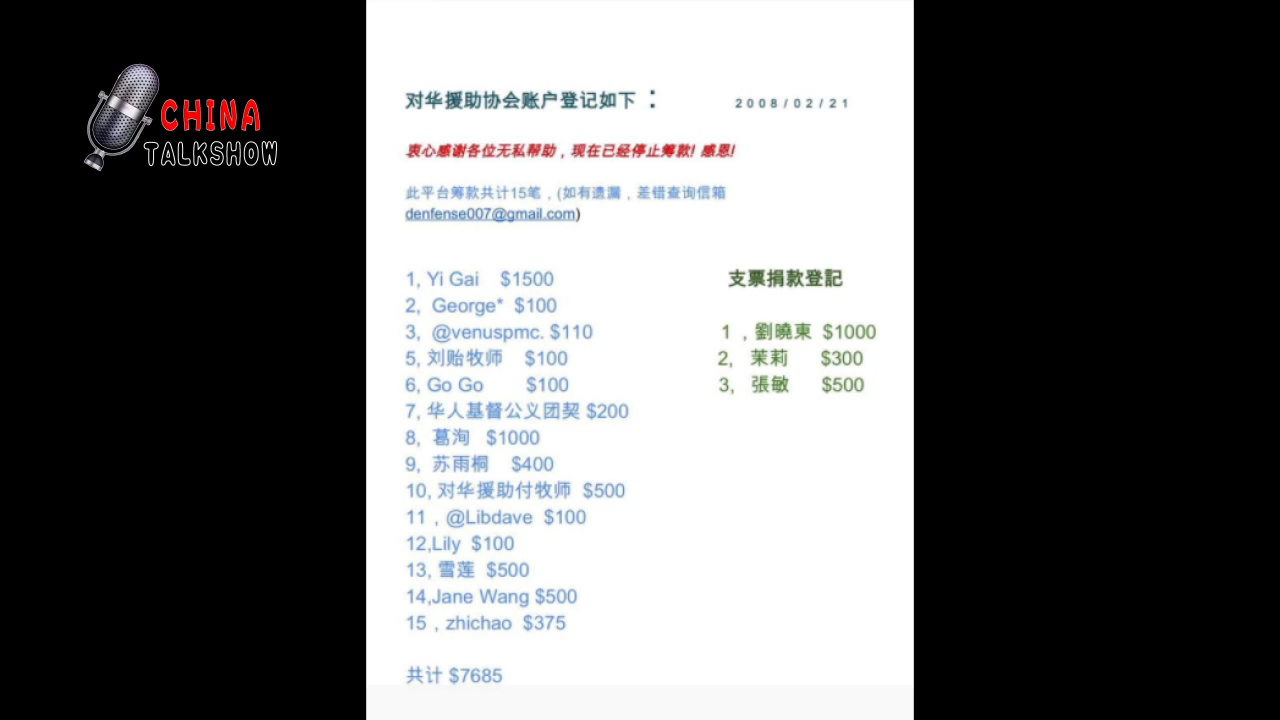 CHINA
TALKSHOW
对华援助协会账户登记如下：
2008/02/21
衷心感谢各位无私帮助，现在已经停止筹款! 感恩!
此平台筹款共计15笔，(如有遗漏，差错查询信箱
denfense007@gmail.com)
1, Yi Gai $1500
2, George* $100
3, @venuspmc. $110
5, 刘贻牧师 $100
6, Go Go $100
7, 华人基督公义团契 $200
8, 葛洵 $1000
9, 苏雨桐 $400
10, 对华援助付牧师 $500
11，@Libdave $100
12,Lily $100
13, 雪莲 $500
14,Jane Wang $500
15，zhichao $375
共计 $7685
支票捐款登記
1，劉曉東 $1000
2, 茉莉 $300
3, 張敏 $500